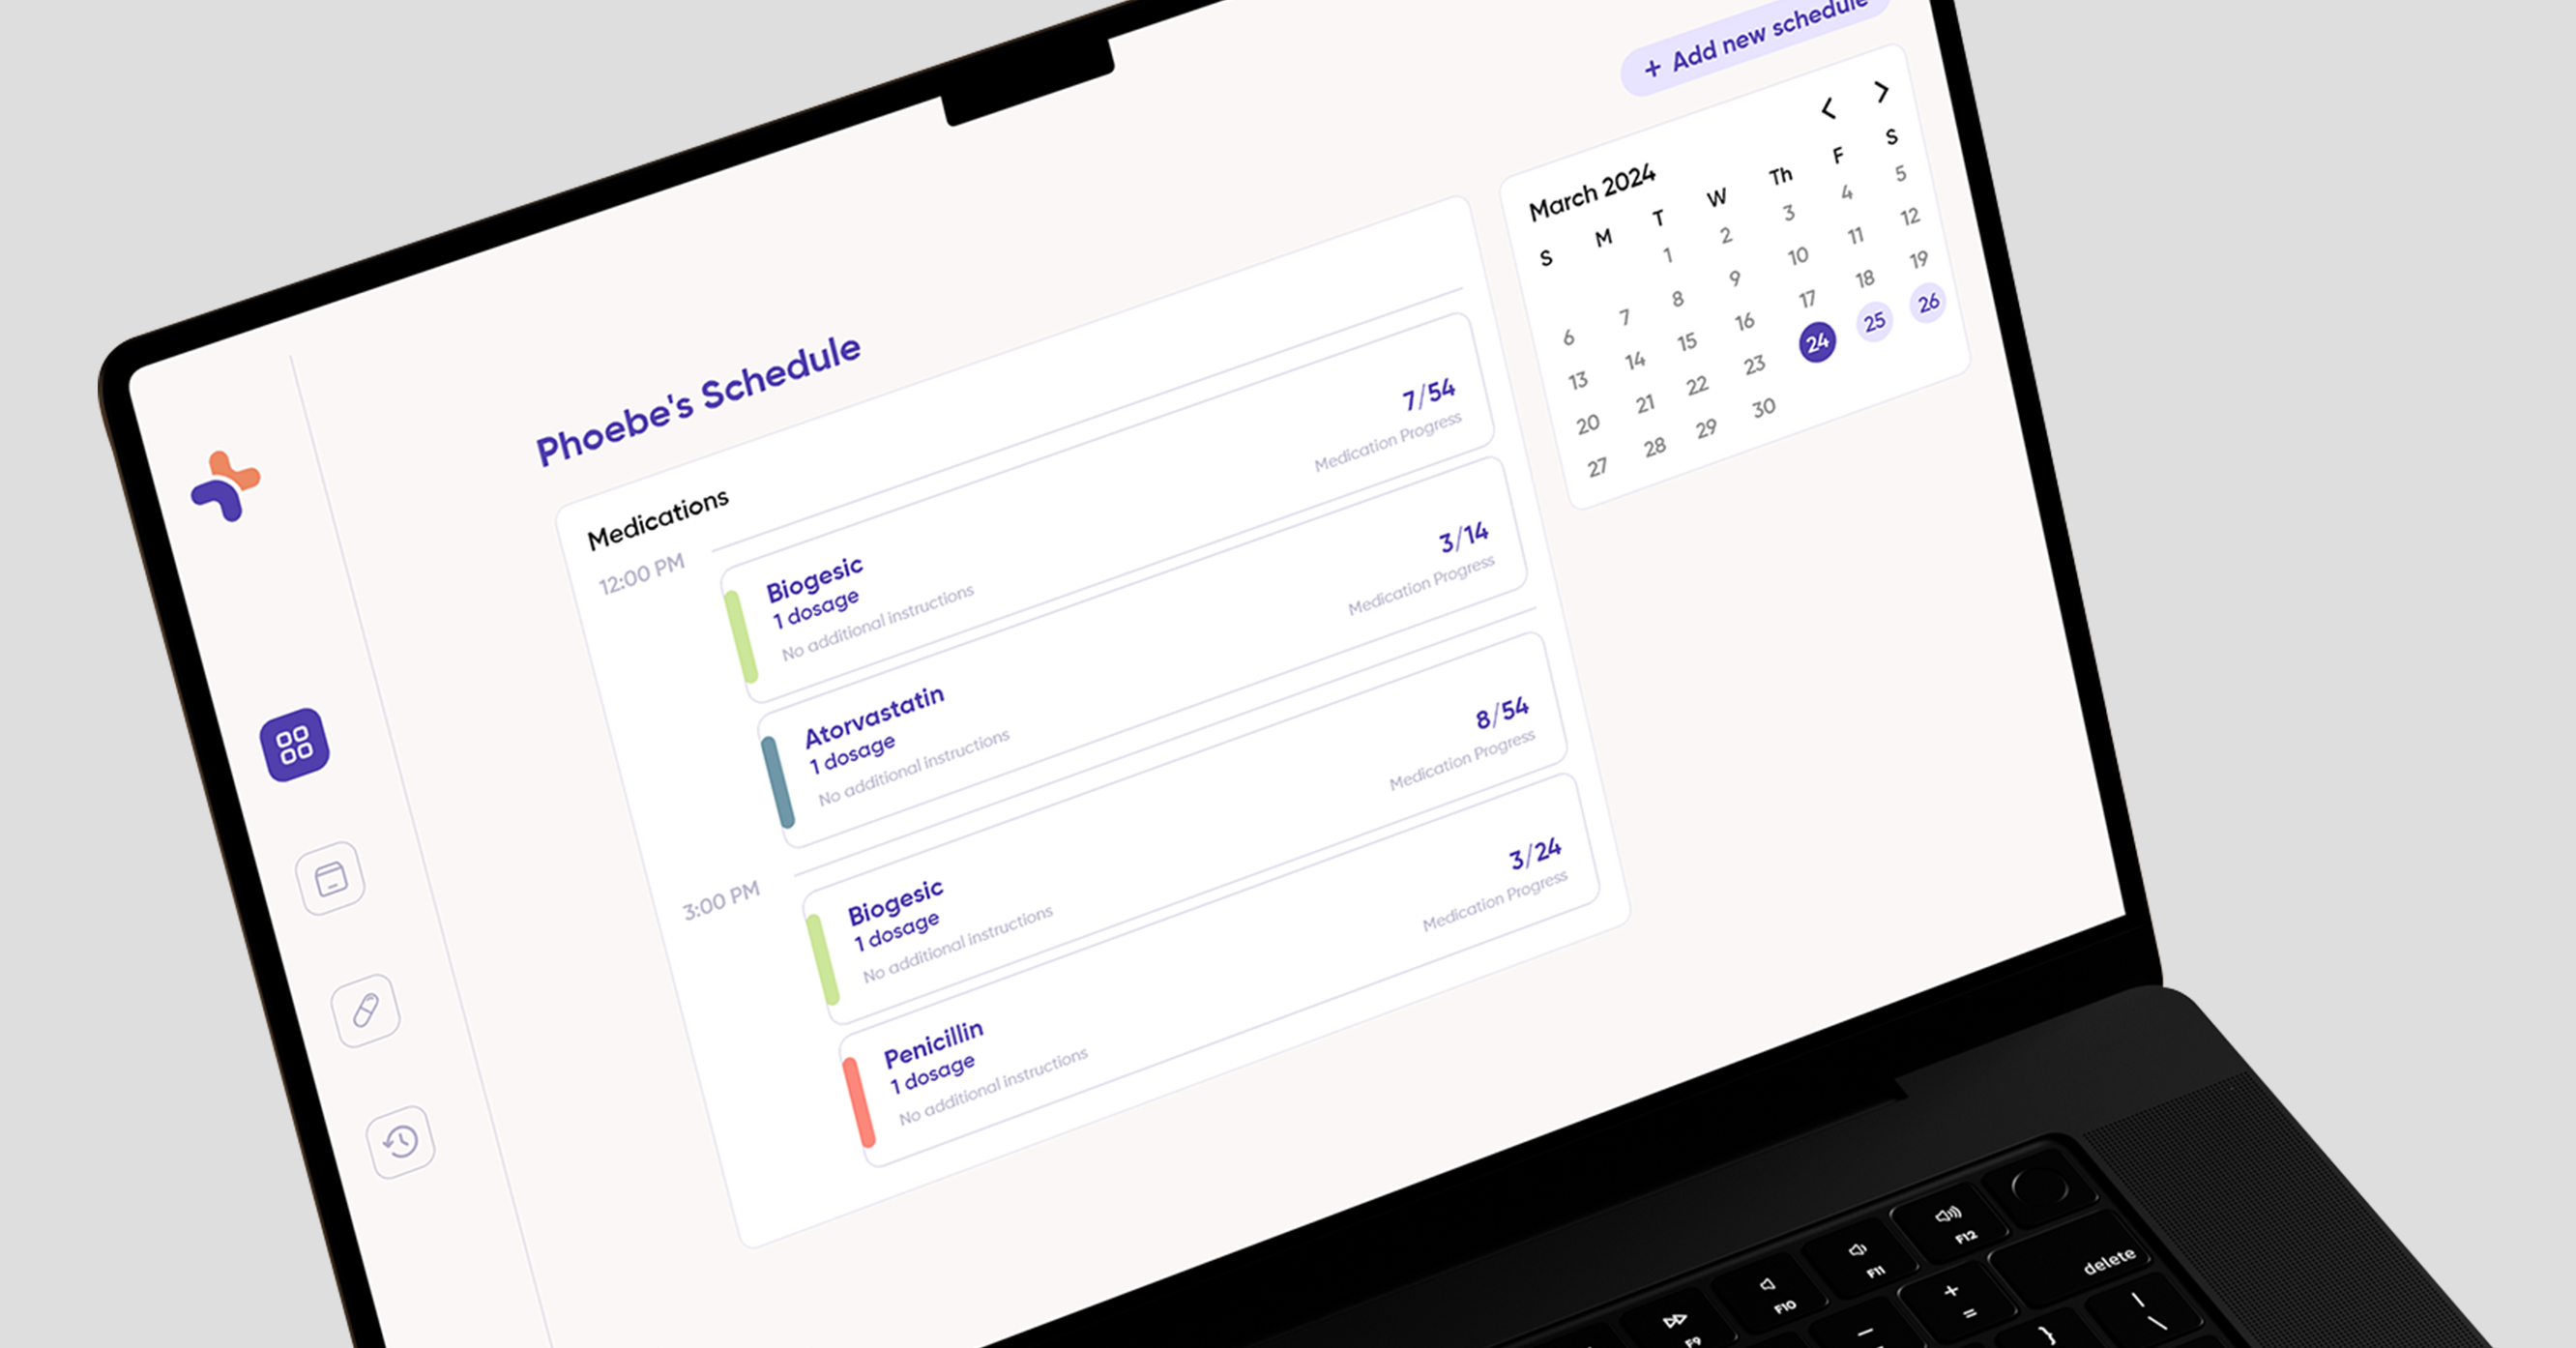 + Add new schedule
March 2024
S M T W Th F S
1 2 3 4 5
6 7 8 9 10 11 12
13 14 15 16 17 18 19
20 21 22 23 24 25 26
27 28 29 30
Phoebe's Schedule
Medications
12:00 PM
Biogesic
1 dosage
No additional instructions
7/54
Medication Progress
Atorvastatin
1 dosage
No additional instructions
3/14
Medication Progress
3:00 PM
Biogesic
1 dosage
No additional instructions
8/54
Medication Progress
Penicillin
1 dosage
No additional instructions
3/24
Medication Progress
F9
F10
F11
F12
delete
+
=
}
|
\